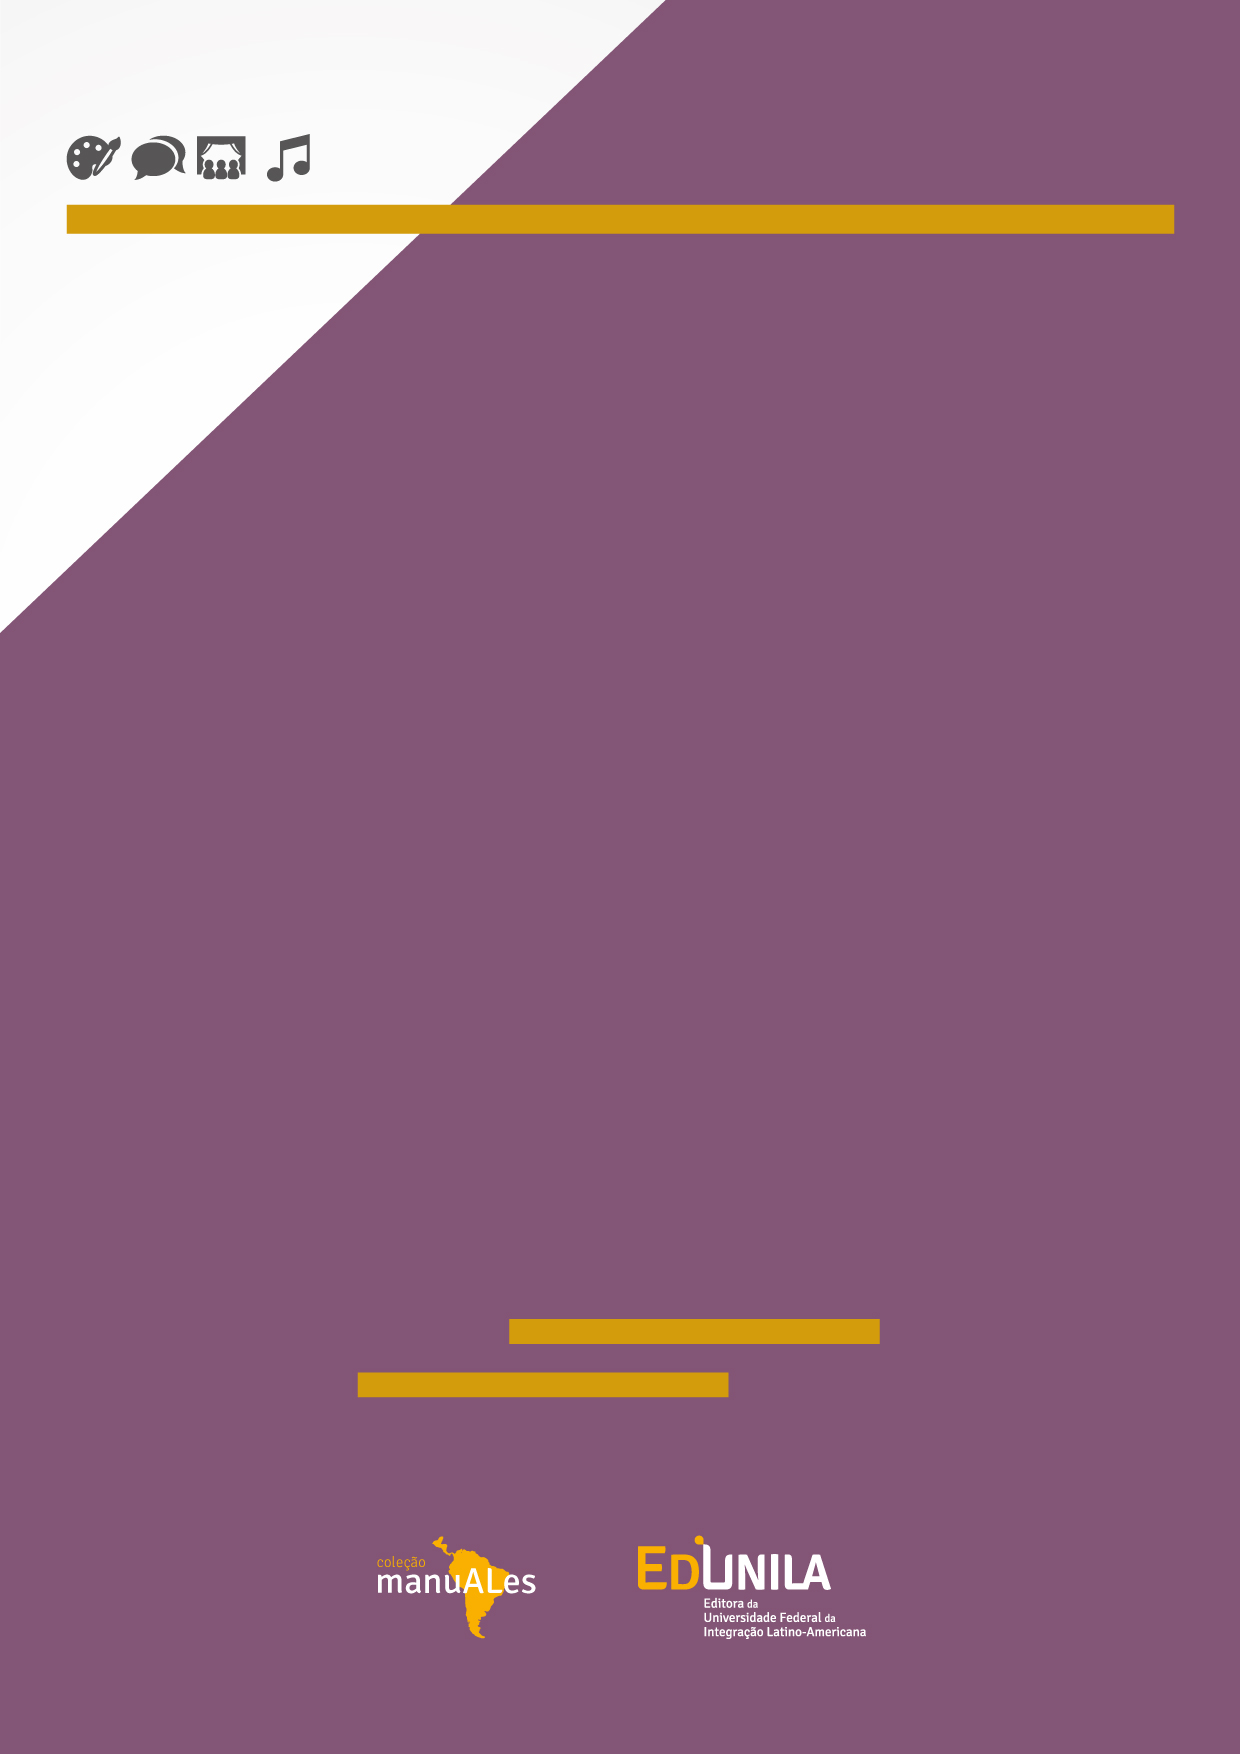 coleção
manuALes
EDUNILA
Editora da
Universidade Federal da
Integração Latino-Americana